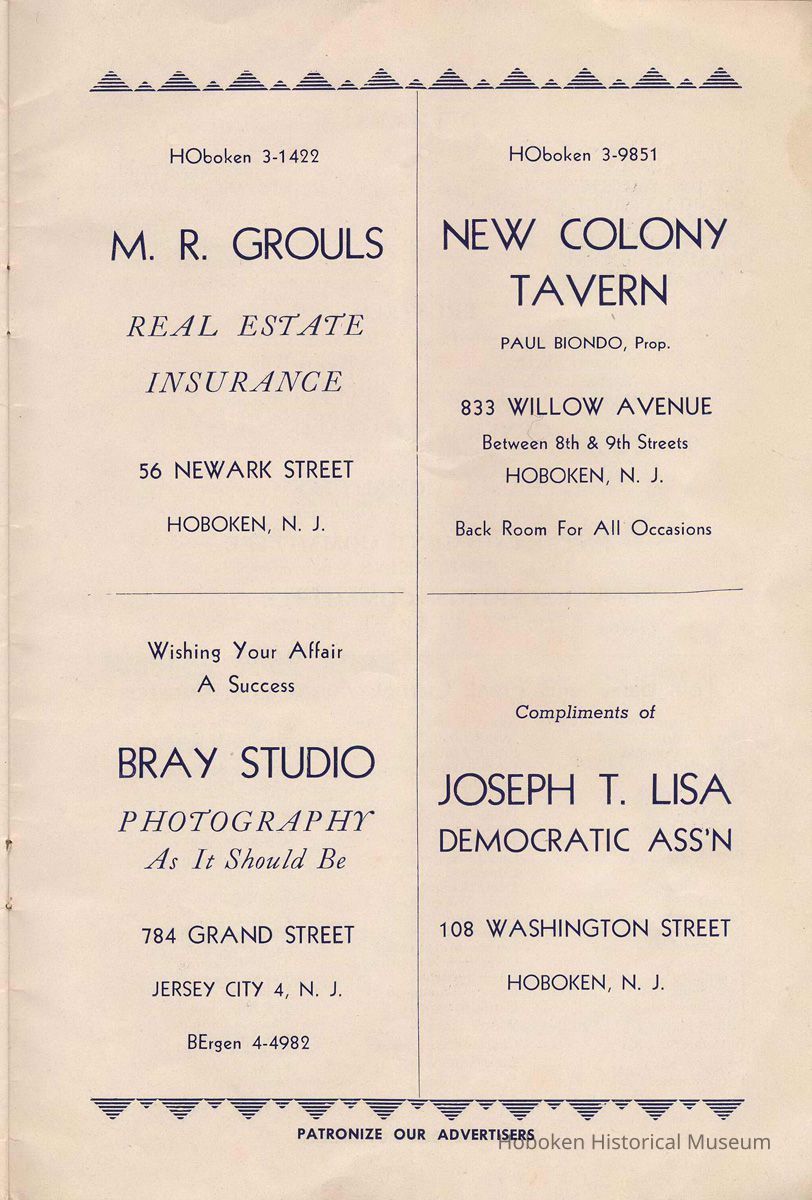 HOboken 3-1422
M. R. GROULS
REAL ESTATE
INSURANCE
56 NEWARK STREET
HOBOKEN, N. J.
HOboken 3-9851
NEW COLONY
TAVERN
PAUL BIONDO, Prop.
833 WILLOW AVENUE
Between 8th & 9th Streets
HOBOKEN, N. J.
Back Room For All Occasions
Wishing Your Affair
A Success
BRAY STUDIO
PHOTOGRAPHY
As It Should Be
784 GRAND STREET
JERSEY CITY 4, N. J.
BErgen 4-4982
Compliments of
JOSEPH T. LISA
DEMOCRATIC ASS'N
108 WASHINGTON STREET
HOBOKEN, N. J.
PATRONIZE OUR ADVERTISERS
Hoboken Historical Museum